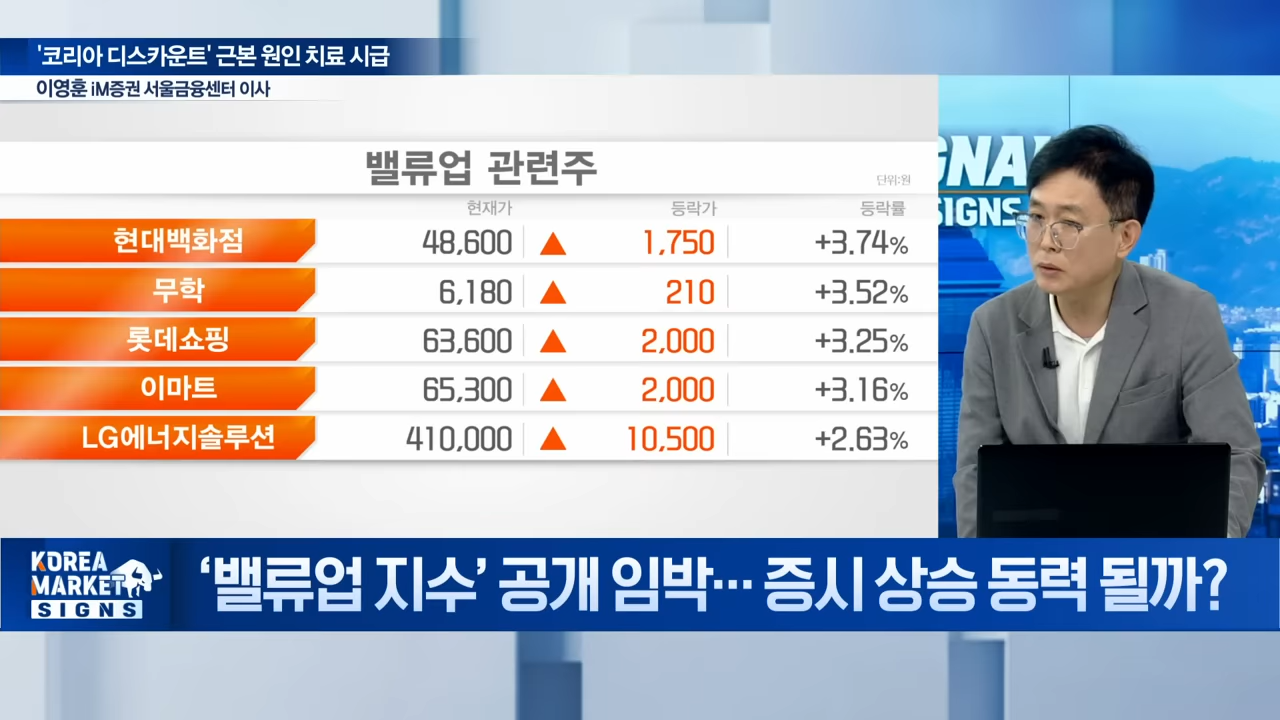 '코리아 디스카운트' 근본 원인 치료 시급
이영훈 iM증권 서울금융센터 이사
밸류업 관련주
단위:원
현재가 등락가 등락률
현대백화점 48,600 ▲ 1,750 +3.74%
무학 6,180 ▲ 210 +3.52%
롯데쇼핑 63,600 ▲ 2,000 +3.25%
이마트 65,300 ▲ 2,000 +3.16%
LG에너지솔루션 410,000 ▲ 10,500 +2.63%
SIGNS
KOREA
MARKET
SIGNS
'밸류업 지수' 공개 임박… 증시 상승 동력 될까?